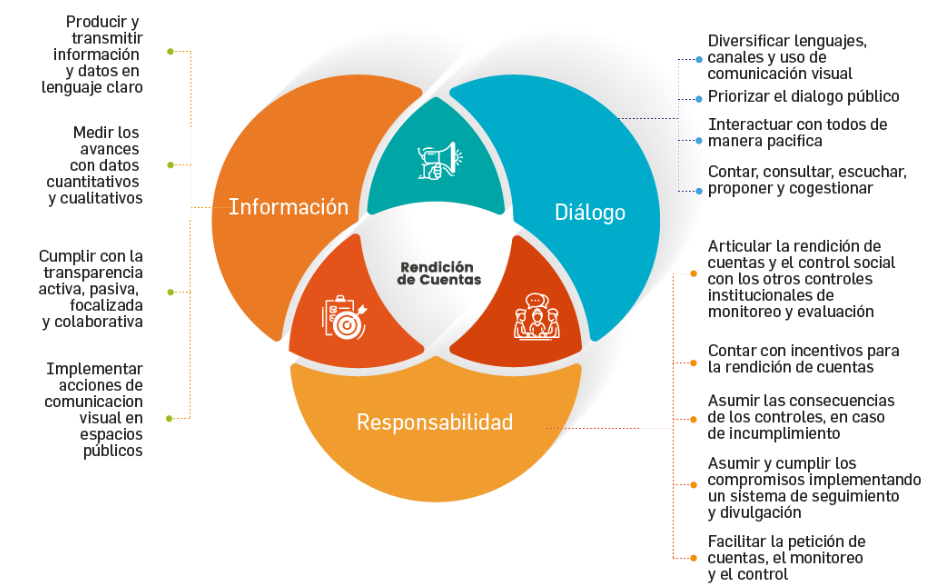 Producir y
transmitir
información
y datos en
lenguaje claro
Medir los
avances
con datos
cuantitativos
y cualitativos
Cumplir con la
transparencia
activa, pasiva,
focalizada
y colaborativa
Implementar
acciones de
comunicacion
visual en
espacios
públicos
Información
Diálogo
Rendición
de Cuentas
Responsabilidad
Diversificar lenguajes,
canales y uso de
comunicación visual
Priorizar el dialogo público
Interactuar con todos de
manera pacifica
Contar, consultar, escuchar,
proponer y cogestionar
Articular la rendición de
cuentas y el control social
con los otros controles
institucionales de
monitoreo y evaluación
Contar con incentivos para
la rendición de cuentas
Asumir las consecuencias
de los controles, en caso
de incumplimiento
Asumir y cumplir los
compromisos implementando
un sistema de seguimiento
y divulgación
Facilitar la petición de
cuentas, el monitoreo
y el control